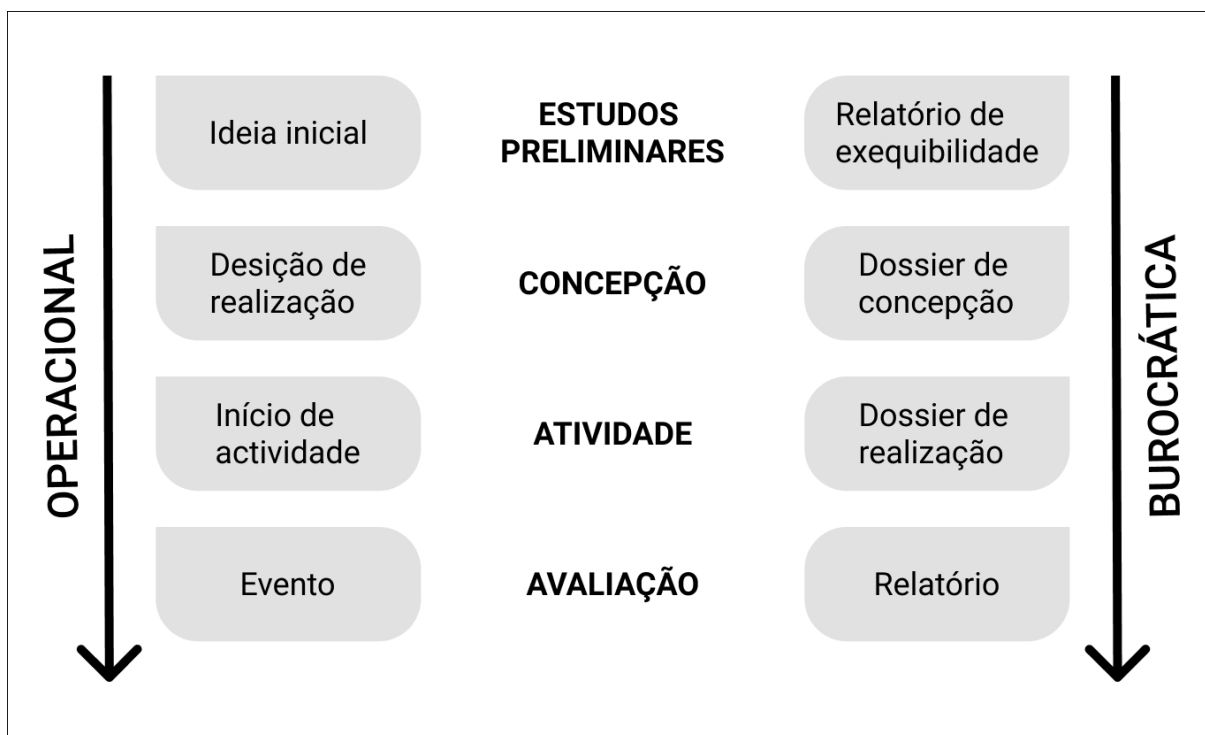 OPERACIONAL
Ideia inicial
ESTUDOS
PRELIMINARES
Relatório de
exequibilidade
Desição de
realização
CONCEPÇÃO
Dossier de
concepção
Início de
actividade
ATIVIDADE
Dossier de
realização
Evento
AVALIAÇÃO
Relatório
BUROCRÁTICA